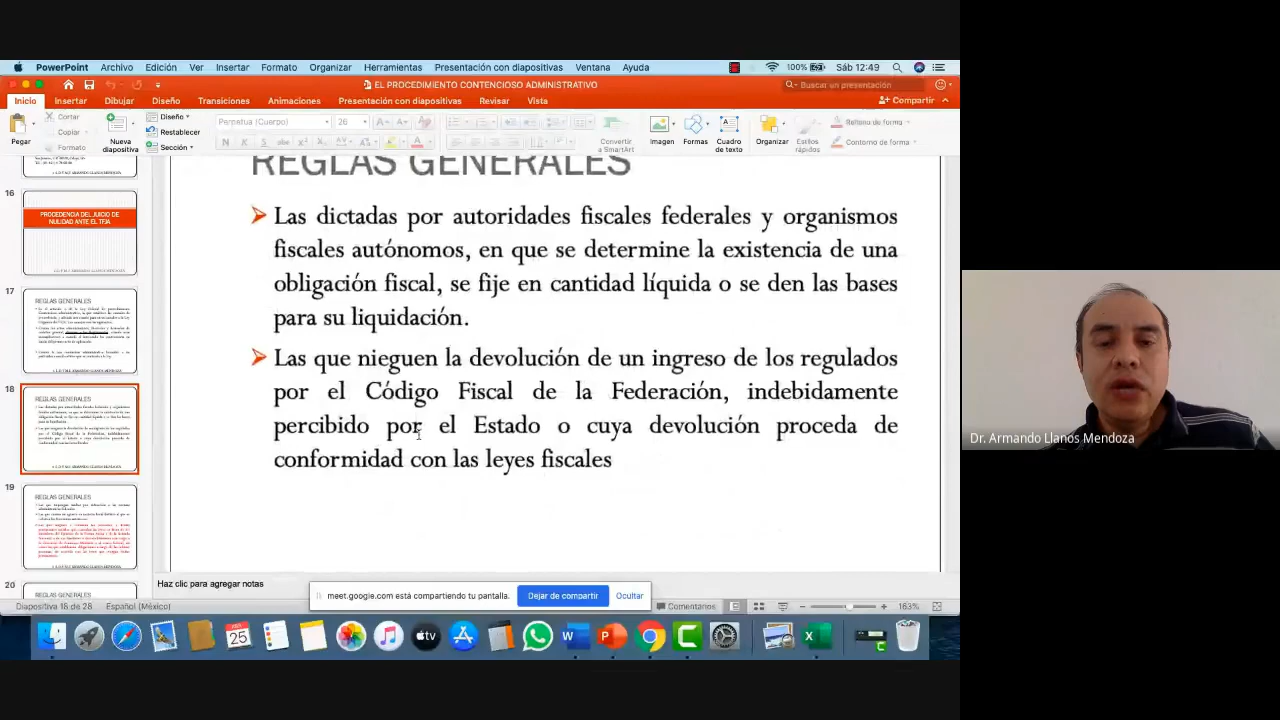 PowerPoint Archivo Edición Ver Insertar Formato Organizar Herramientas Presentación con diapositivas Ventana Ayuda 100% Sáb 12:49
EL PROCEDIMIENTO CONTENCIOSO ADMINISTRATIVO
Buscar en presentación
Inicio Insertar Dibujar Diseño Transiciones Animaciones Presentación con diapositivas Revisar Vista
Compartir
Pegar
Cortar
Copiar
Formato
Nueva
diapositiva
Diseño
Restablecer
Sección
Perpetua (Cuerpo) 26
Convertir
a SmartArt
Imagen
Formas
Cuadro
de texto
Organizar
Estilos
rápidos
Relleno de forma
Contorno de forma
16
PROCEDENCIA DEL JUICIO DE
NULIDAD ANTE EL TFJA
17
REGLAS GENERALES
18
REGLAS GENERALES
19
REGLAS GENERALES
20
REGLAS GENERALES
Las dictadas por autoridades fiscales federales y organismos
fiscales autónomos, en que se determine la existencia de una
obligación fiscal, se fije en cantidad líquida o se den las bases
para su liquidación.
Las que nieguen la devolución de un ingreso de los regulados
por el Código Fiscal de la Federación, indebidamente
percibido por el Estado o cuya devolución proceda de
conformidad con las leyes fiscales
Haz clic para agregar notas
meet.google.com está compartiendo tu pantalla.
Dejar de compartir
Ocultar
Diapositiva 18 de 28 Español (México)
Comentarios
163%
25
Dr. Armando Llanos Mendoza